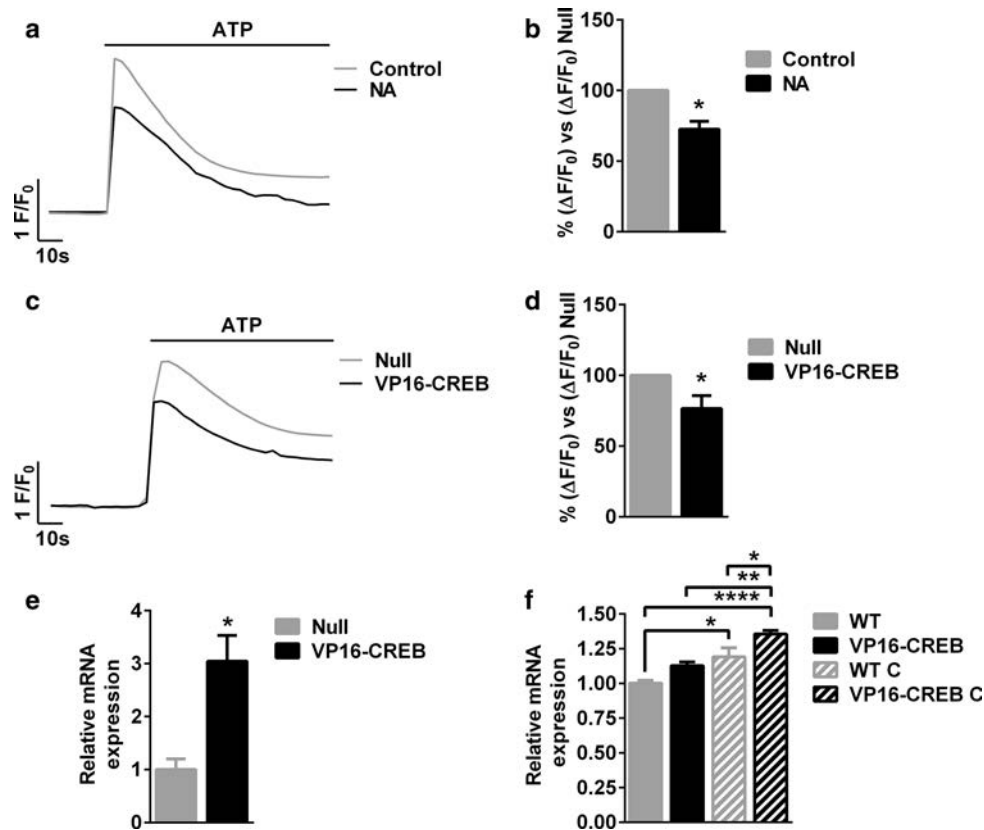 a
ATP
Control
NA
1 F/F0
10s
b
% (ΔF/F0) vs (ΔF/F0) Null
150
100
50
0
*
Control
NA
c
ATP
Null
VP16-CREB
1 F/F0
10s
d
% (ΔF/F0) vs (ΔF/F0) Null
150
100
50
0
*
Null
VP16-CREB
e
Relative mRNA
expression
4
3
2
1
0
*
Null
VP16-CREB
f
Relative mRNA
expression
1.50
1.25
1.00
0.75
0.50
0.25
0.00
*
**
****
*
WT
VP16-CREB
WT C
VP16-CREB C